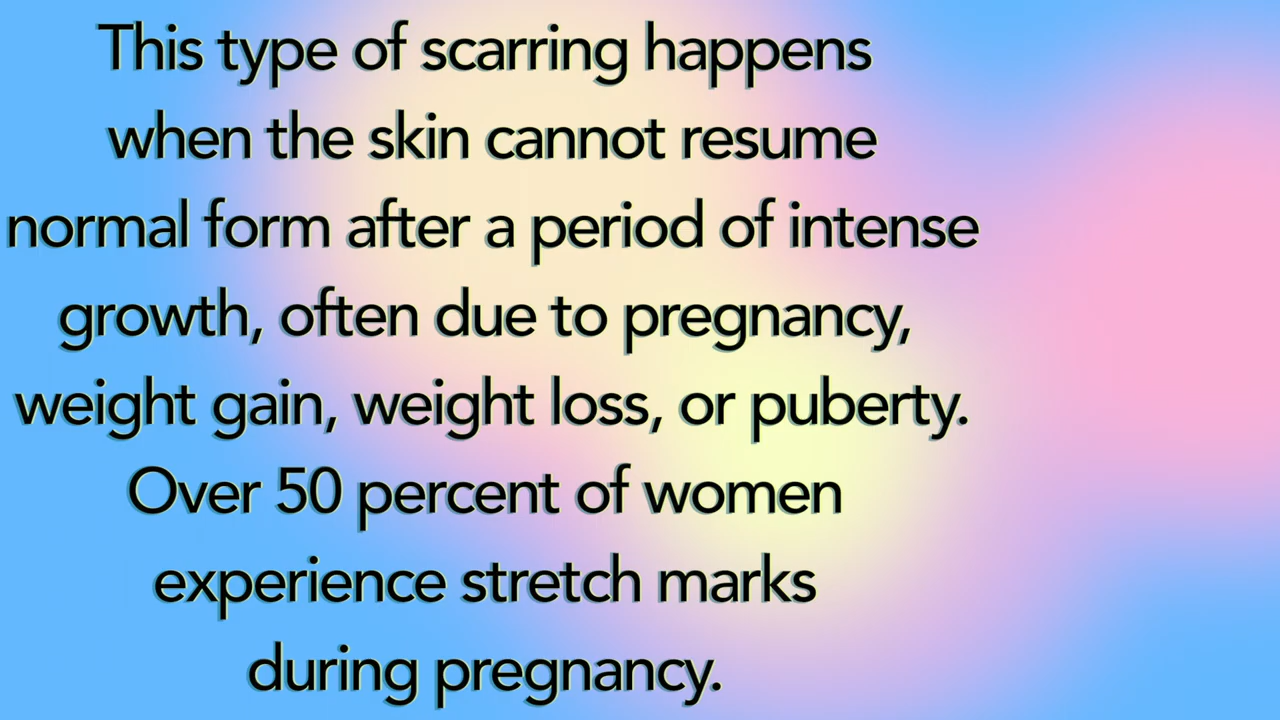 This type of scarring happens
when the skin cannot resume
normal form after a period of intense
growth, often due to pregnancy,
weight gain, weight loss, or puberty.
Over 50 percent of women
experience stretch marks
during pregnancy.